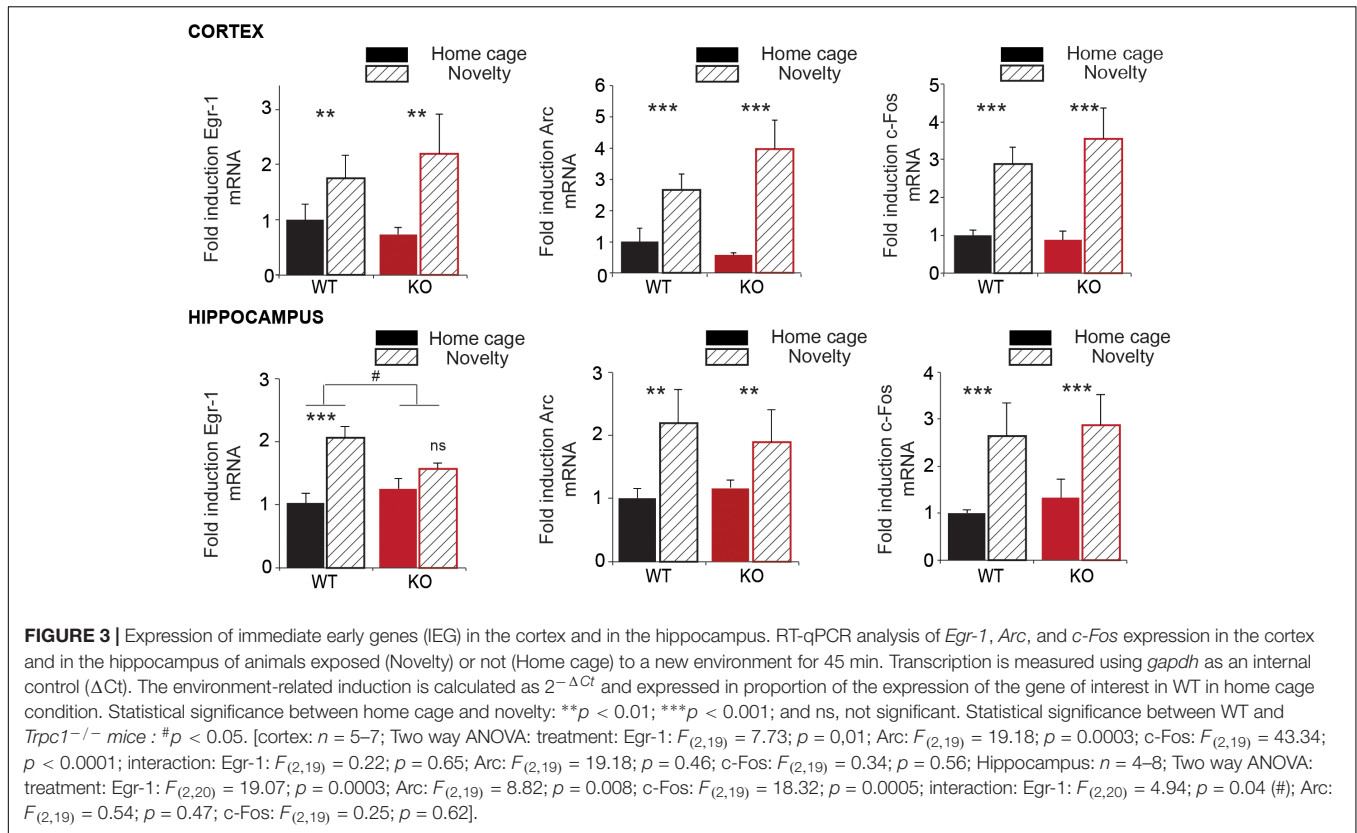 CORTEX
Home cage
Novelty
Fold induction Egr-1
mRNA
3
2
1
0
** **
WT KO
Home cage
Novelty
Fold induction Arc
mRNA
6
5
4
3
2
1
0
*** ***
WT KO
Home cage
Novelty
Fold induction c-Fos
mRNA
5
4
3
2
1
0
*** ***
WT KO
HIPPOCAMPUS
Home cage
Novelty
Fold induction Egr-1
mRNA
3
2
1
0
#
***
ns
WT KO
Home cage
Novelty
Fold induction Arc
mRNA
3
2
1
0
** **
WT KO
Home cage
Novelty
Fold induction c-Fos
mRNA
4
3
2
1
0
*** ***
WT KO
FIGURE 3 | Expression of immediate early genes (IEG) in the cortex and in the hippocampus. RT-qPCR analysis of Egr-1, Arc, and c-Fos expression in the cortex
and in the hippocampus of animals exposed (Novelty) or not (Home cage) to a new environment for 45 min. Transcription is measured using gapdh as an internal
control (ΔCt). The environment-related induction is calculated as 2^−ΔCt and expressed in proportion of the expression of the gene of interest in WT in home cage
condition. Statistical significance between home cage and novelty: **p < 0.01; ***p < 0.001; and ns, not significant. Statistical significance between WT and
Trpc1−/− mice : #p < 0.05. [cortex: n = 5–7; Two way ANOVA: treatment: Egr-1: F(2,19) = 7.73; p = 0,01; Arc: F(2,19) = 19.18; p = 0.0003; c-Fos: F(2,19) = 43.34;
p < 0.0001; interaction: Egr-1: F(2,19) = 0.22; p = 0.65; Arc: F(2,19) = 19.18; p = 0.46; c-Fos: F(2,19) = 0.34; p = 0.56; Hippocampus: n = 4–8; Two way ANOVA:
treatment: Egr-1: F(2,20) = 19.07; p = 0.0003; Arc: F(2,19) = 8.82; p = 0.008; c-Fos: F(2,19) = 18.32; p = 0.0005; interaction: Egr-1: F(2,20) = 4.94; p = 0.04 (#); Arc:
F(2,19) = 0.54; p = 0.47; c-Fos: F(2,19) = 0.25; p = 0.62].